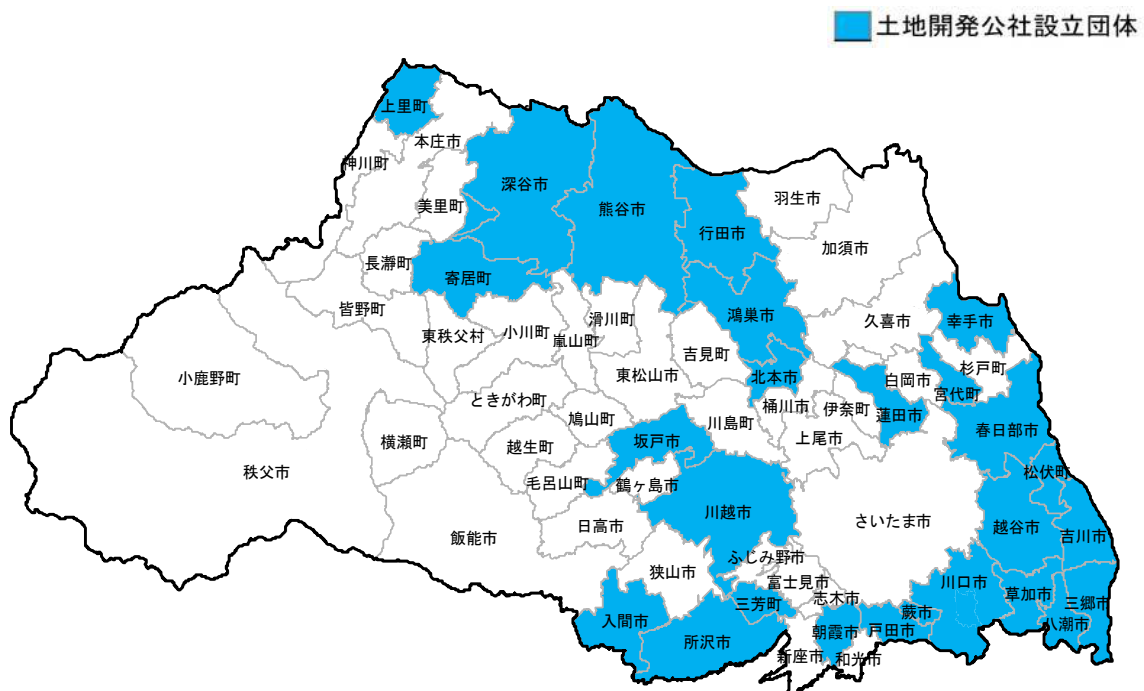 土地開発公社設立団体
上里町
本庄市
神川町
深谷市
美里町
熊谷市
羽生市
行田市
加須市
長瀞町
寄居町
皆野町
鴻巣市
久喜市
幸手市
東秩父村
小川町
嵐山町
滑川町
吉見町
杉戸町
小鹿野町
東松山市
北本市
白岡市
宮代町
ときがわ町
鳩山町
川島町
桶川市
伊奈町
蓮田市
春日部市
横瀬町
越生町
坂戸市
上尾市
秩父市
毛呂山町
鶴ヶ島市
松伏町
川越市
さいたま市
越谷市
吉川市
飯能市
日高市
ふじみ野市
狭山市
富士見市
川口市
草加市
三郷市
志木市
三芳町
入間市
所沢市
朝霞市
戸田市
蕨市
八潮市
新座市
和光市